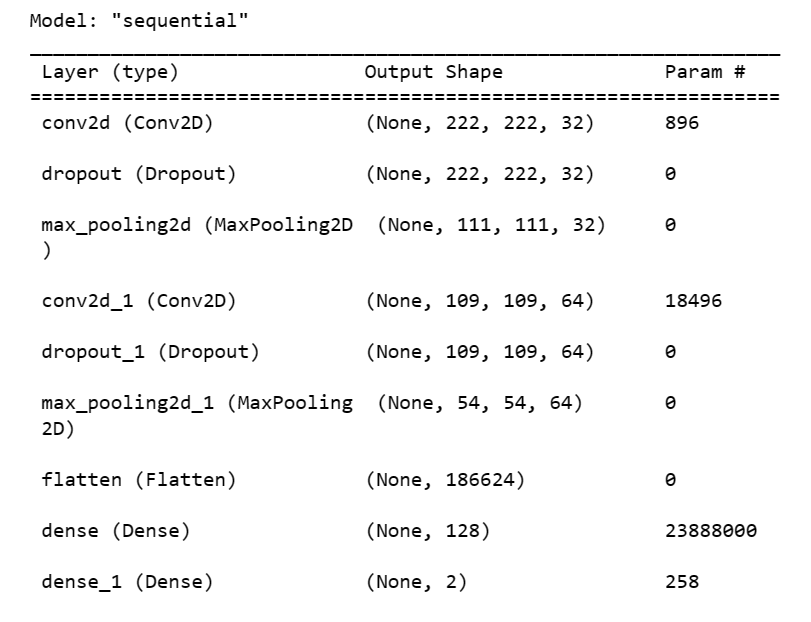 Model: "sequential"
Layer (type) Output Shape Param #
conv2d (Conv2D) (None, 222, 222, 32) 896
dropout (Dropout) (None, 222, 222, 32) 0
max_pooling2d (MaxPooling2D (None, 111, 111, 32) 0
)
conv2d_1 (Conv2D) (None, 109, 109, 64) 18496
dropout_1 (Dropout) (None, 109, 109, 64) 0
max_pooling2d_1 (MaxPooling (None, 54, 54, 64) 0
2D)
flatten (Flatten) (None, 186624) 0
dense (Dense) (None, 128) 23888000
dense_1 (Dense) (None, 2) 258